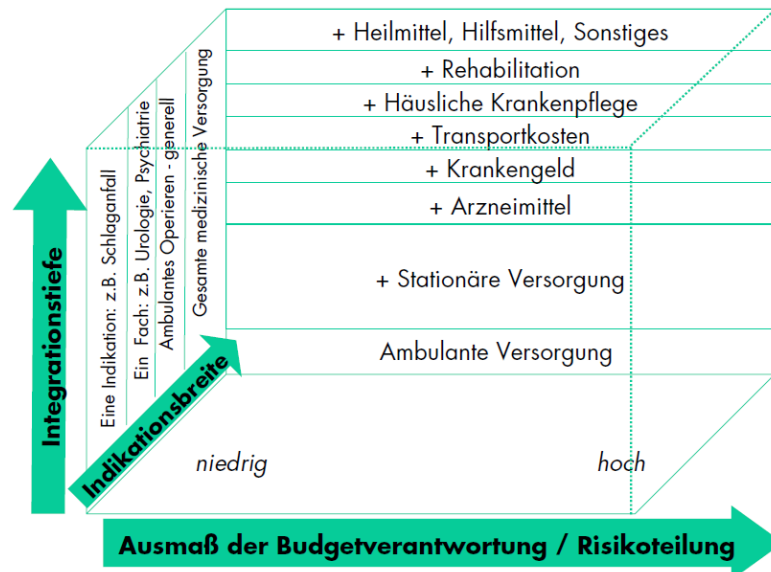 + Heilmittel, Hilfsmittel, Sonstiges
+ Rehabilitation
+ Häusliche Krankenpflege
+ Transportkosten
+ Krankengeld
+ Arzneimittel
+ Stationäre Versorgung
Ambulante Versorgung
Eine Indikation: z.B. Schlaganfall
Ein Fach: z.B. Urologie, Psychiatrie
Ambulantes Operieren - generell
Gesamte medizinische Versorgung
Integrationstiefe
Indikationsbreite
niedrig
hoch
Ausmaß der Budgetverantwortung / Risikoteilung